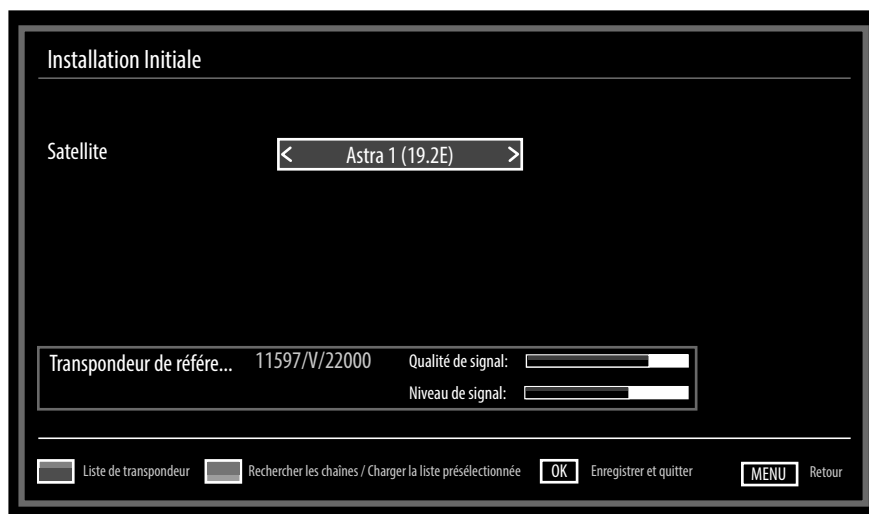 Installation Initiale
Satellite < Astra 1 (19.2E) >
Transpondeur de référe... 11597/V/22000 Qualité de signal:
Niveau de signal:
Liste de transpondeur Rechercher les chaînes / Charger la liste présélectionnée OK Enregistrer et quitter MENU Retour